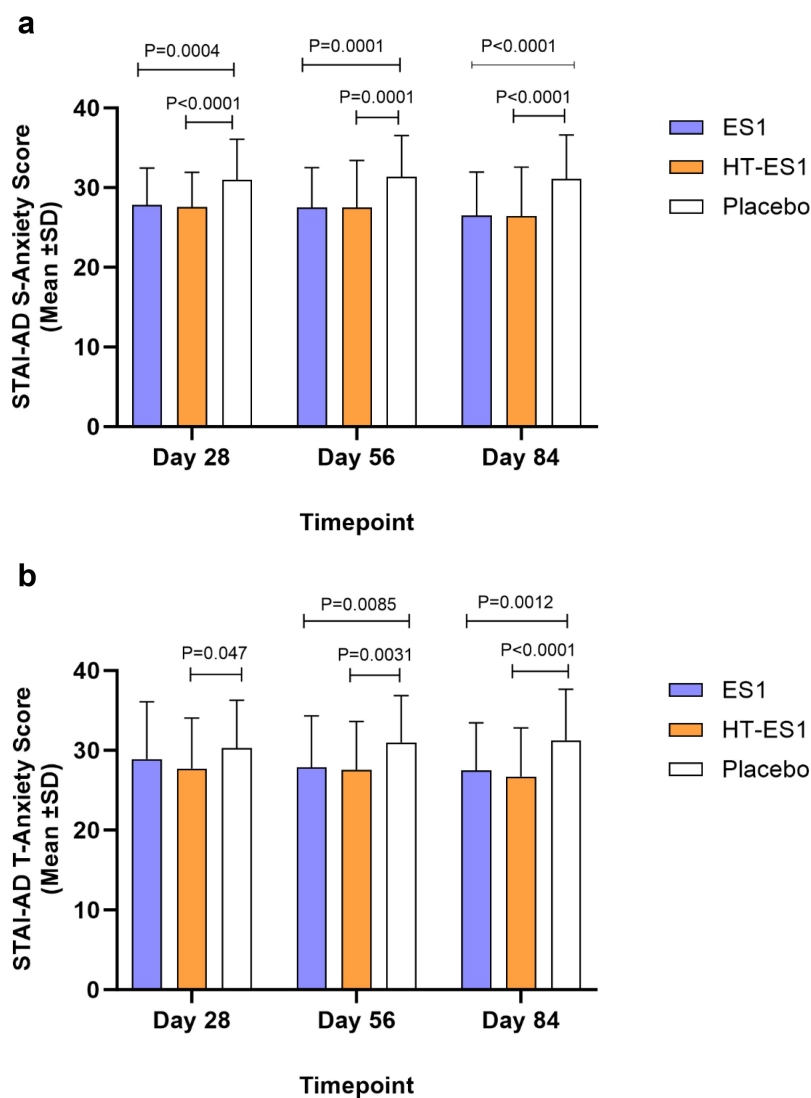 a
P=0.0004
P=0.0001
P<0.0001
P<0.0001
P=0.0001
P<0.0001
STAI-AD S-Anxiety Score
(Mean ±SD)
40
30
20
10
0
Day 28
Day 56
Day 84
Timepoint
ES1
HT-ES1
Placebo
b
P=0.0085
P=0.0012
P=0.047
P=0.0031
P<0.0001
STAI-AD T-Anxiety Score
(Mean ±SD)
40
30
20
10
0
Day 28
Day 56
Day 84
Timepoint
ES1
HT-ES1
Placebo